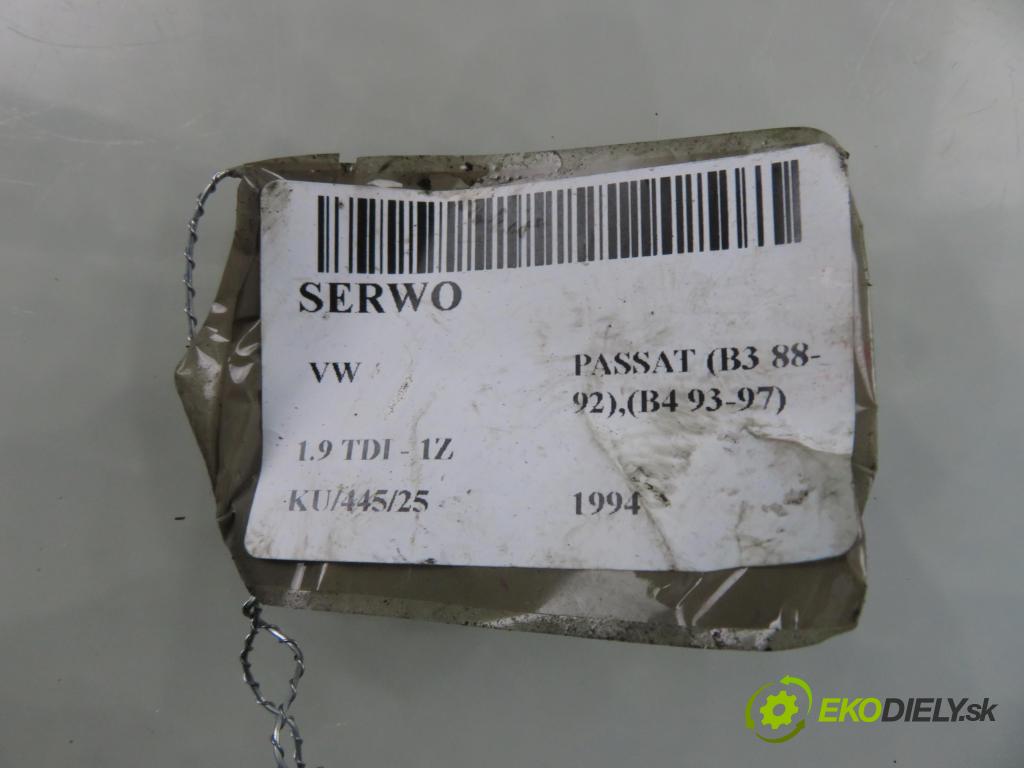 SERWO
VW
PASSAT (B3 88-
92),(B4 93-97)
1.9 TDI - 1Z
KU/445/25
1994
EKODIELY.sk